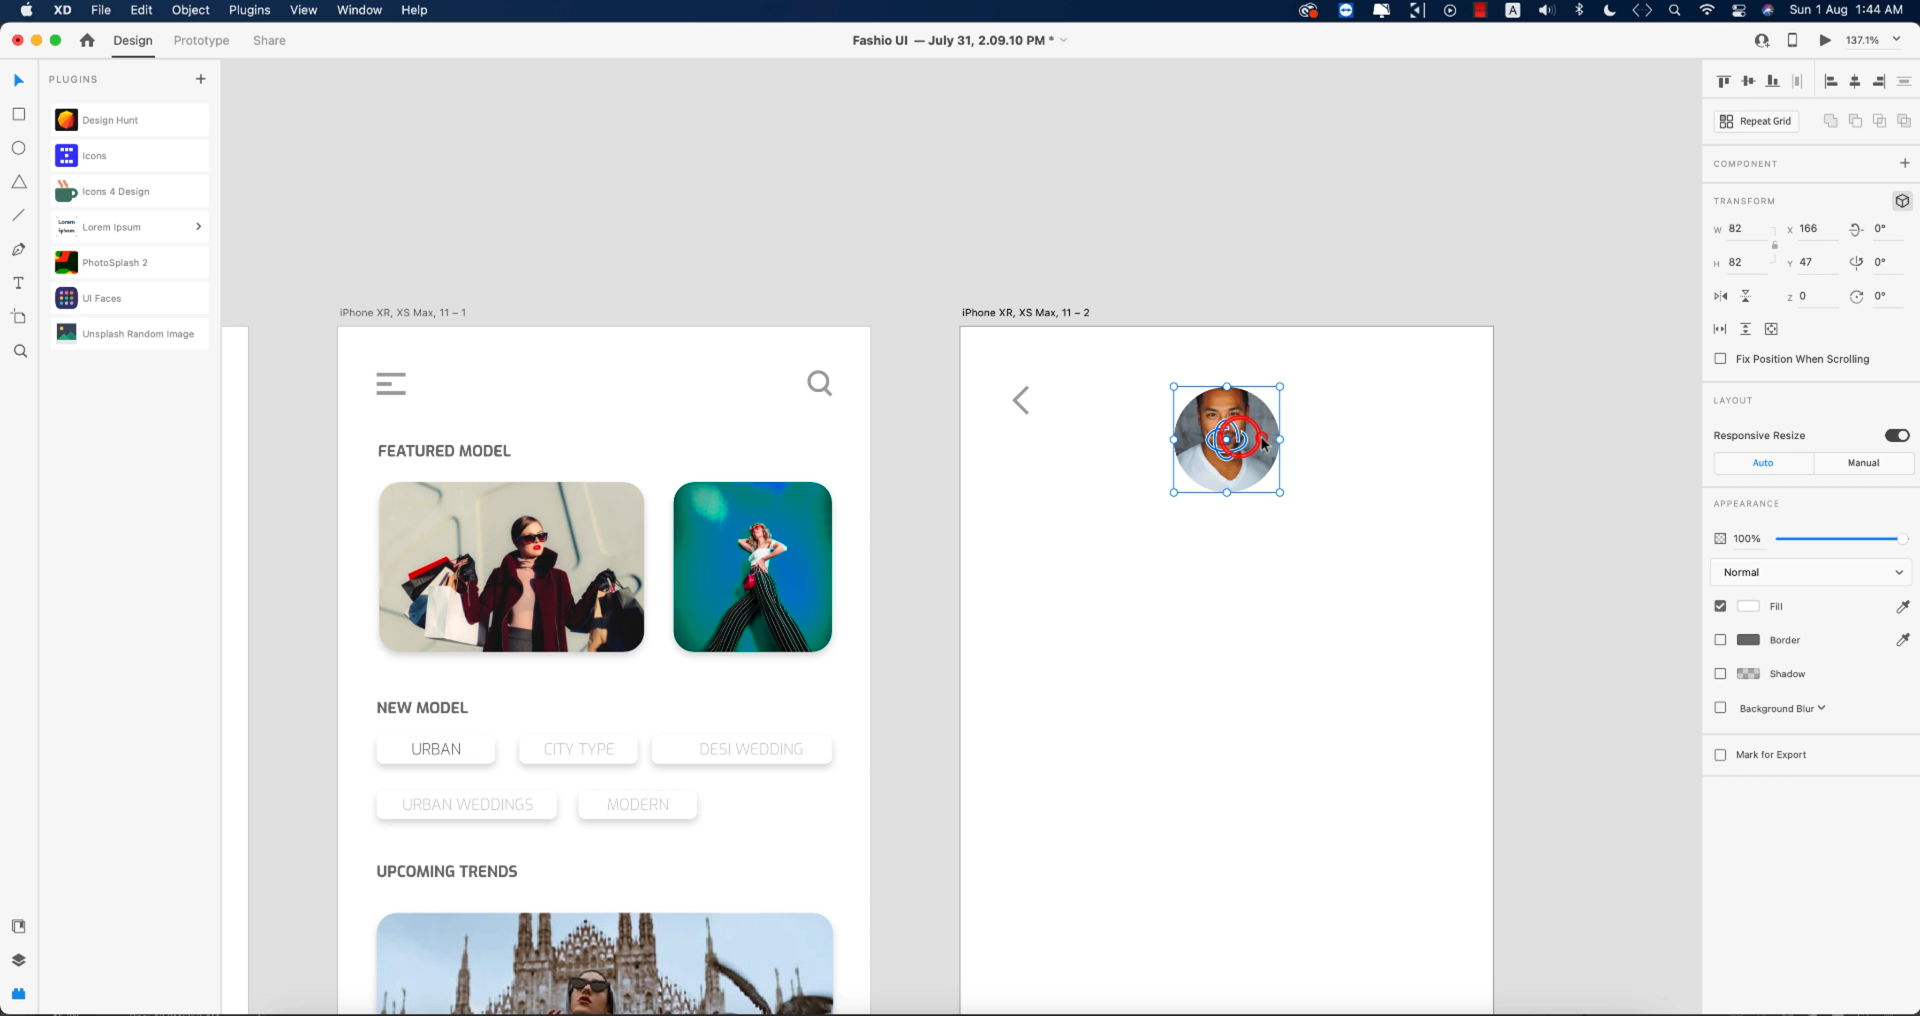 XD File Edit Object Plugins View Window Help
A
Sun 1 Aug 1:44 AM
Design Prototype Share
Fashio UI — July 31, 2.09.10 PM *
137.1%
PLUGINS
Design Hunt
Icons
Icons 4 Design
Lorem Ipsum
Lorem Ipsum
PhotoSplash 2
UI Faces
Unsplash Random Image
iPhone XR, XS Max, 11 – 1
FEATURED MODEL
NEW MODEL
URBAN CITY TYPE DESI WEDDING
URBAN WEDDINGS MODERN
UPCOMING TRENDS
iPhone XR, XS Max, 11 – 2
Repeat Grid
COMPONENT
TRANSFORM
W 82 X 166 0°
H 82 Y 47 0°
Z 0 0°
Fix Position When Scrolling
LAYOUT
Responsive Resize
Auto Manual
APPEARANCE
100%
Normal
Fill
Border
Shadow
Background Blur
Mark for Export